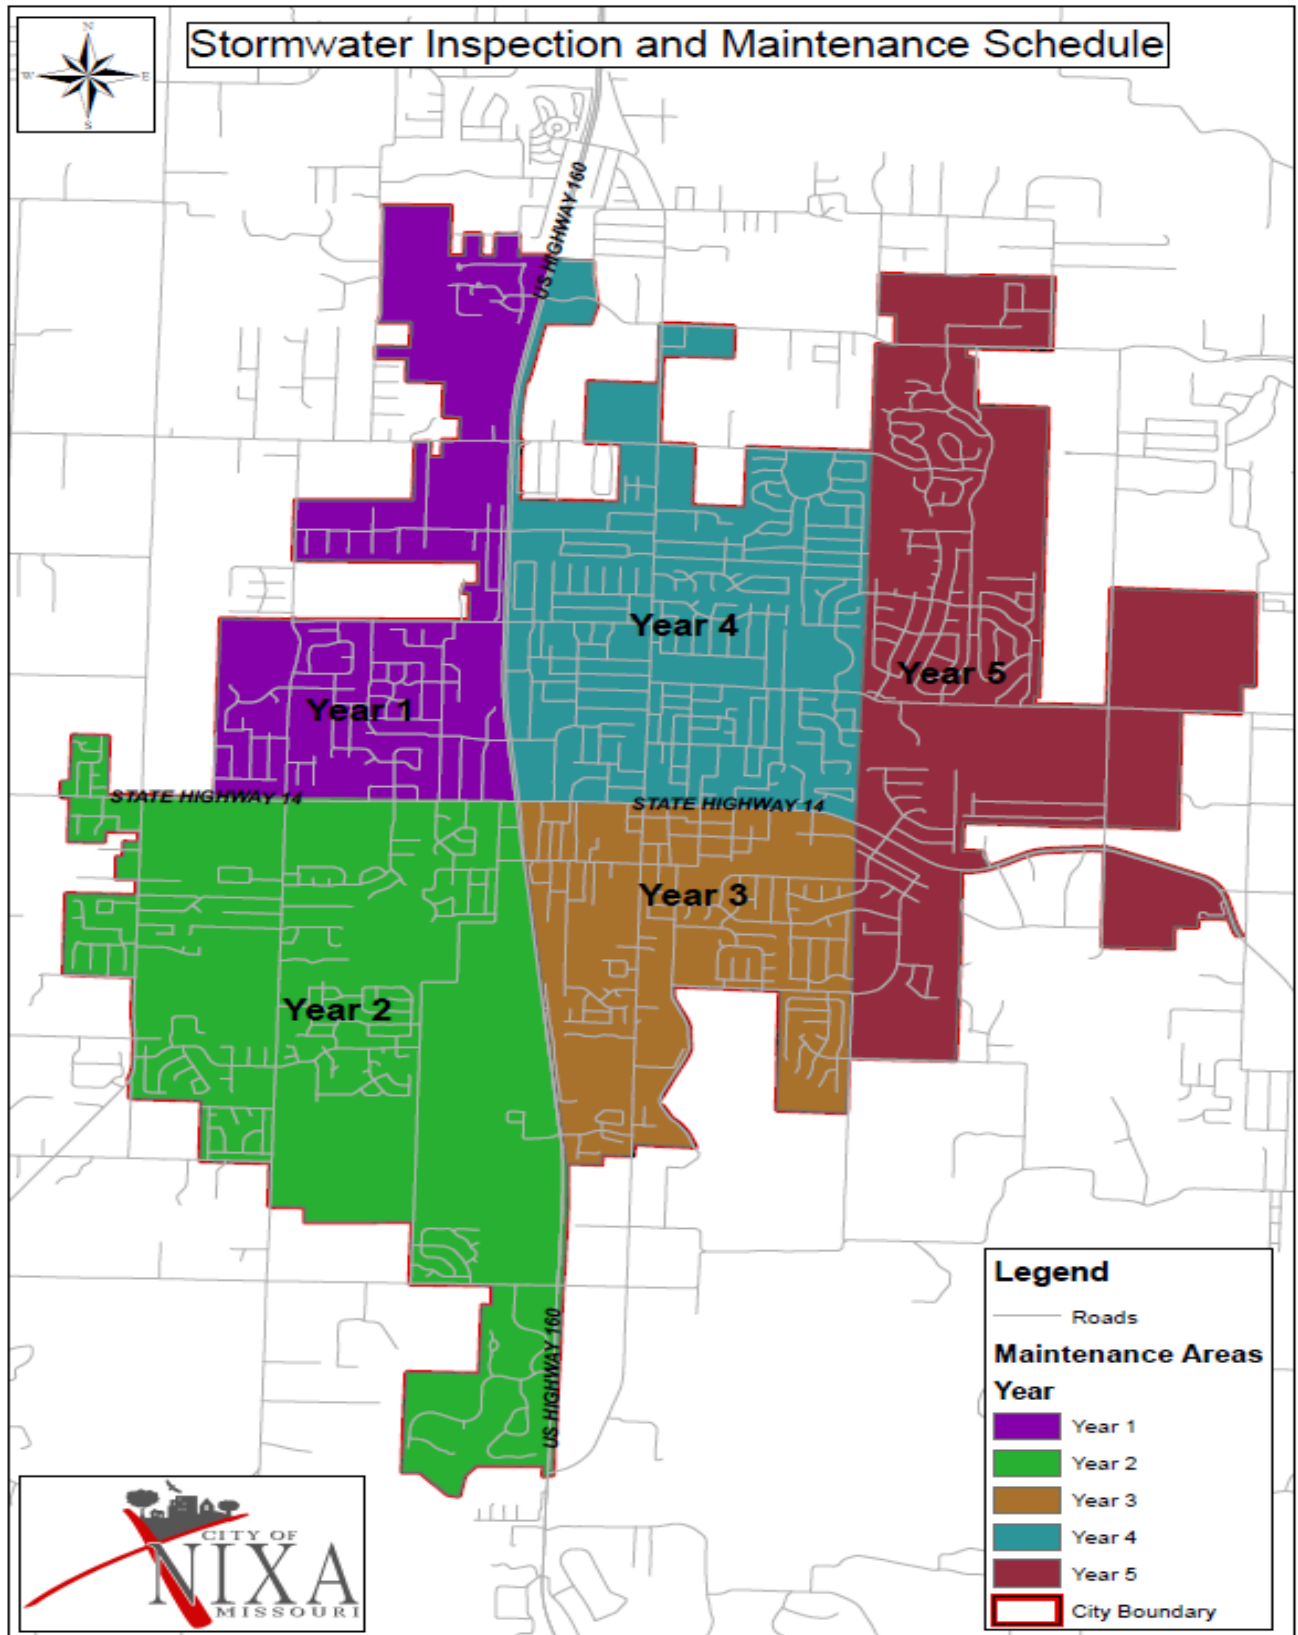 Stormwater Inspection and Maintenance Schedule
N
W E
S
US HIGHWAY 160
Year 4
Year 5
Year 1
STATE HIGHWAY 14
STATE HIGHWAY 14
Year 3
Year 2
US HIGHWAY 160
Legend
Roads
Maintenance Areas
Year
Year 1
Year 2
Year 3
Year 4
Year 5
City Boundary
CITY OF
NIXA
MISSOURI